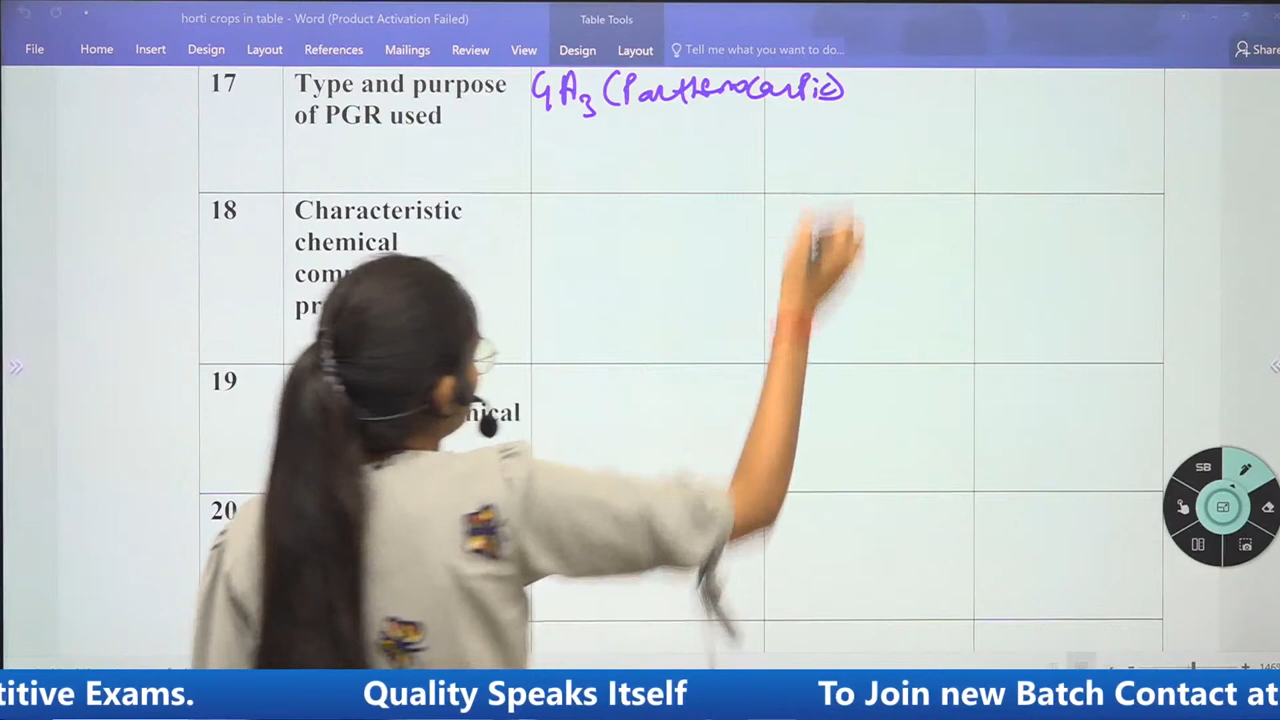 horti crops in table - Word (Product Activation Failed)
Table Tools
File Home Insert Design Layout References Mailings Review View Design Layout Tell me what you want to do... Share
17 Type and purpose of PGR used GA3 (Parthenocarpic)
18 Characteristic
chemical
19
20
SB
titive Exams. Quality Speaks Itself To Join new Batch Contact at